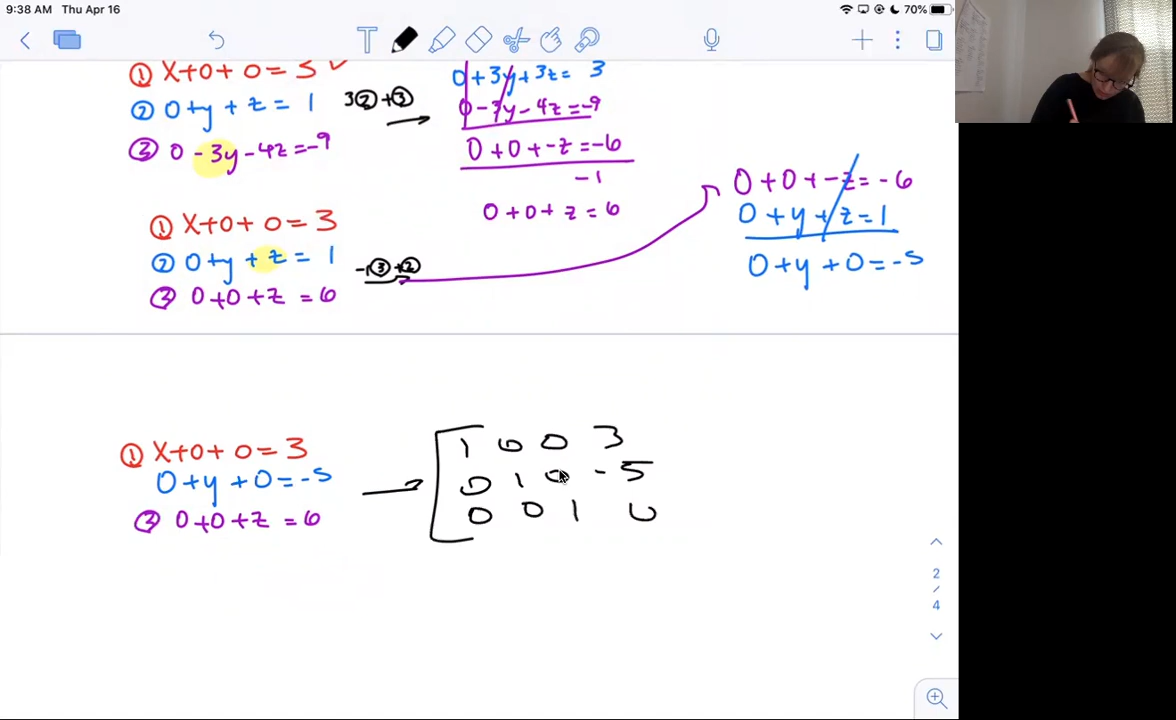 9:38 AM Thu Apr 16
70%
T
① x+0+0=3 ✓
② 0+y+z=1
③ 0-3y-4z=-9
3②+③
0+3y+3z=3
0-3y-4z=-9
0+0+-z=-6
-1
0+0+z=6
① x+0+0=3
② 0+y+z=1
③ 0+0+z=6
-1③+②
0+0+-z=-6
0+y+z=1
0+y+0=-5
① x+0+0=3
0+y+0=-5
③ 0+0+z=6
1 0 0 3
0 1 0 -5
0 0 1 6
2
/
4